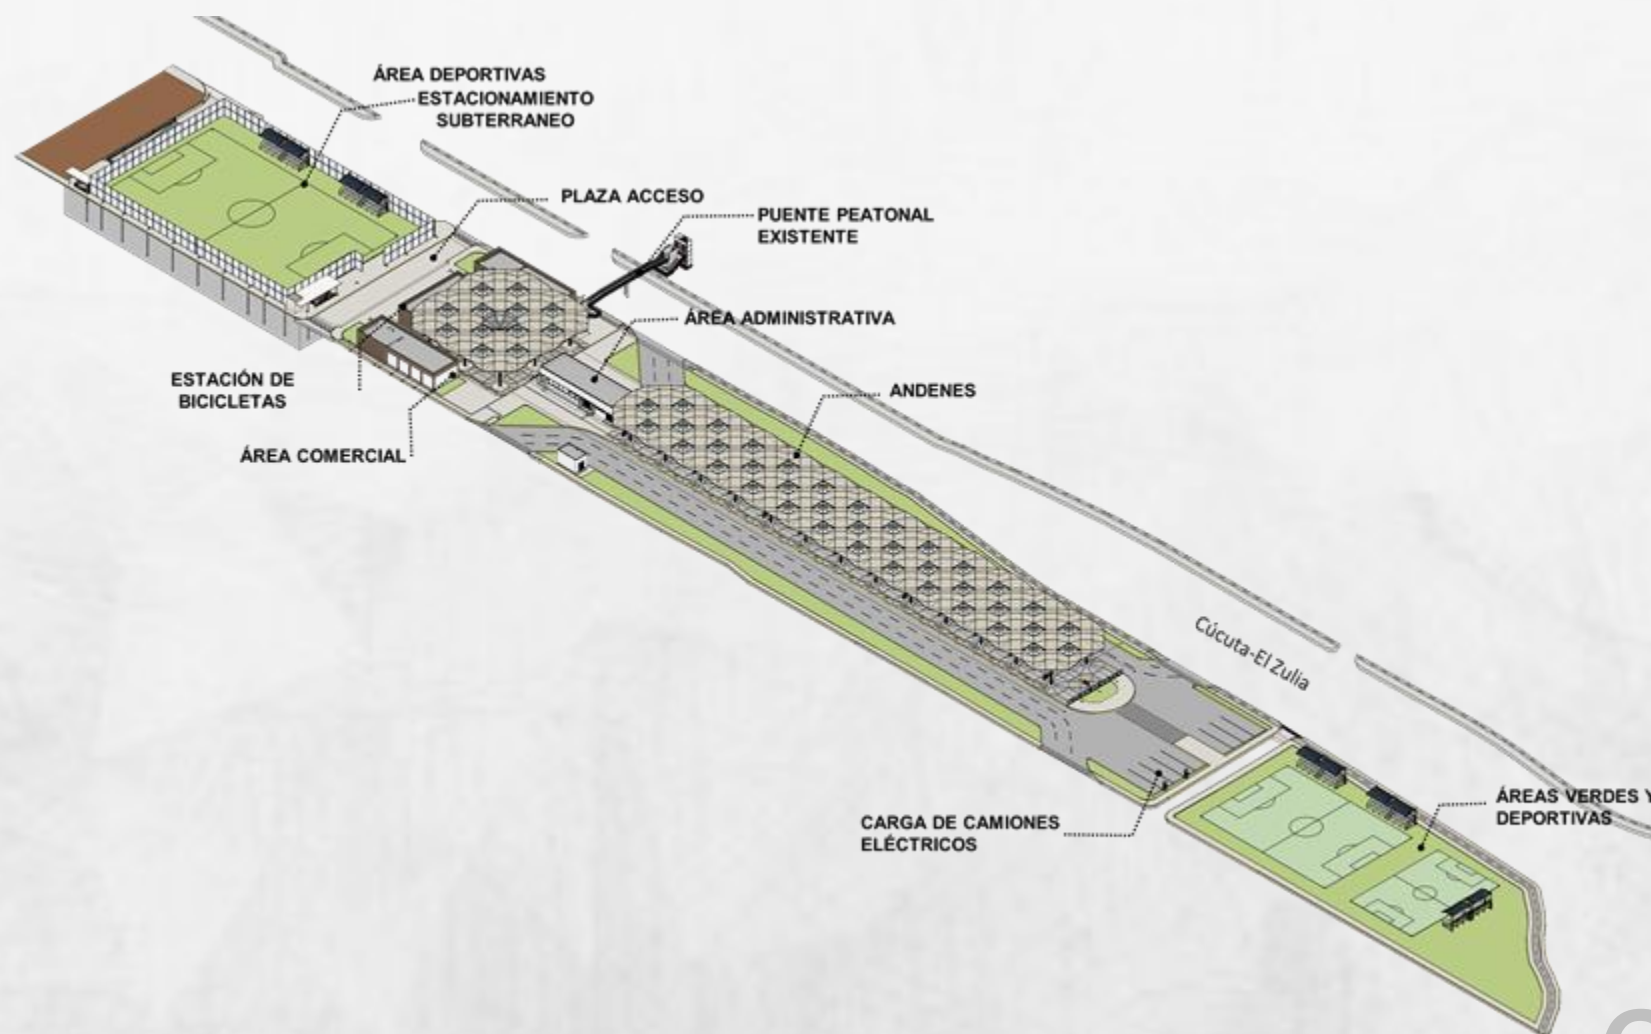 ÁREA DEPORTIVAS
ESTACIONAMIENTO
SUBTERRANEO
PLAZA ACCESO
PUENTE PEATONAL
EXISTENTE
ÁREA ADMINISTRATIVA
ESTACIÓN DE
BICICLETAS
ANDENES
ÁREA COMERCIAL
Cúcuta-El Zulia
CARGA DE CAMIONES
ELÉCTRICOS
ÁREAS VERDES Y
DEPORTIVAS